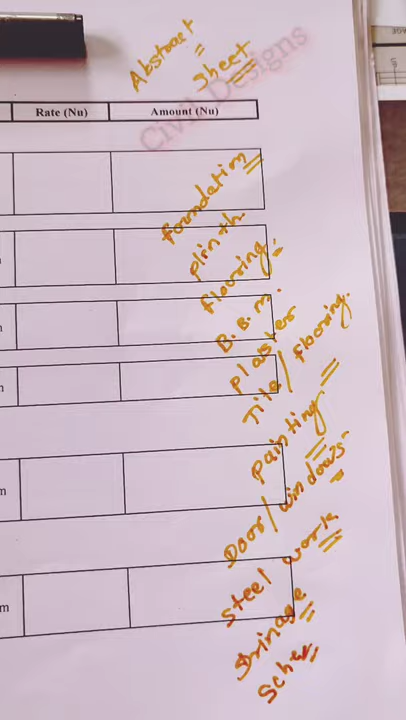 Abstract
Sheet
Civil Designs
Rate (Nu) Amount (Nu)
foundation
plinth
flooring
B.B.M.
plaster
Tile/flooring.
painting
Door/windows
Steel work
Drinage
Sche
m
m
m
m